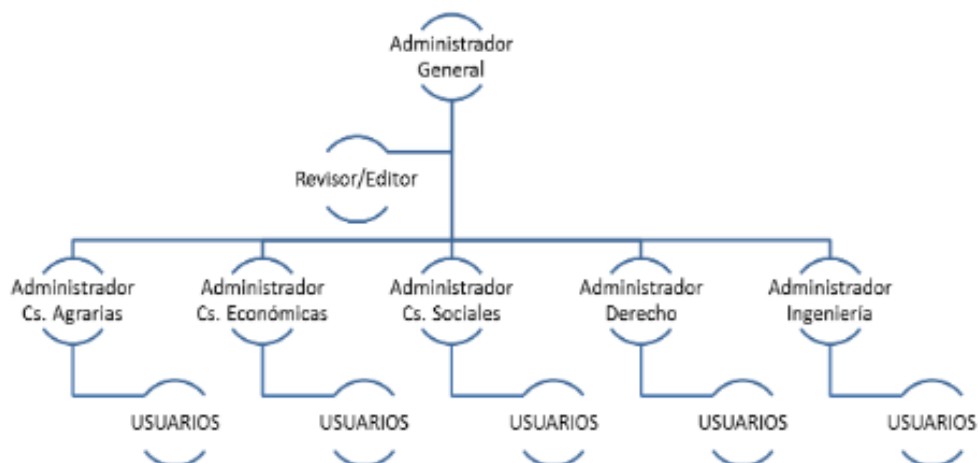 Administrador
General
Revisor/Editor
Administrador
Cs. Agrarias
Administrador
Cs. Económicas
Administrador
Cs. Sociales
Administrador
Derecho
Administrador
Ingeniería
USUARIOS
USUARIOS
USUARIOS
USUARIOS
USUARIOS